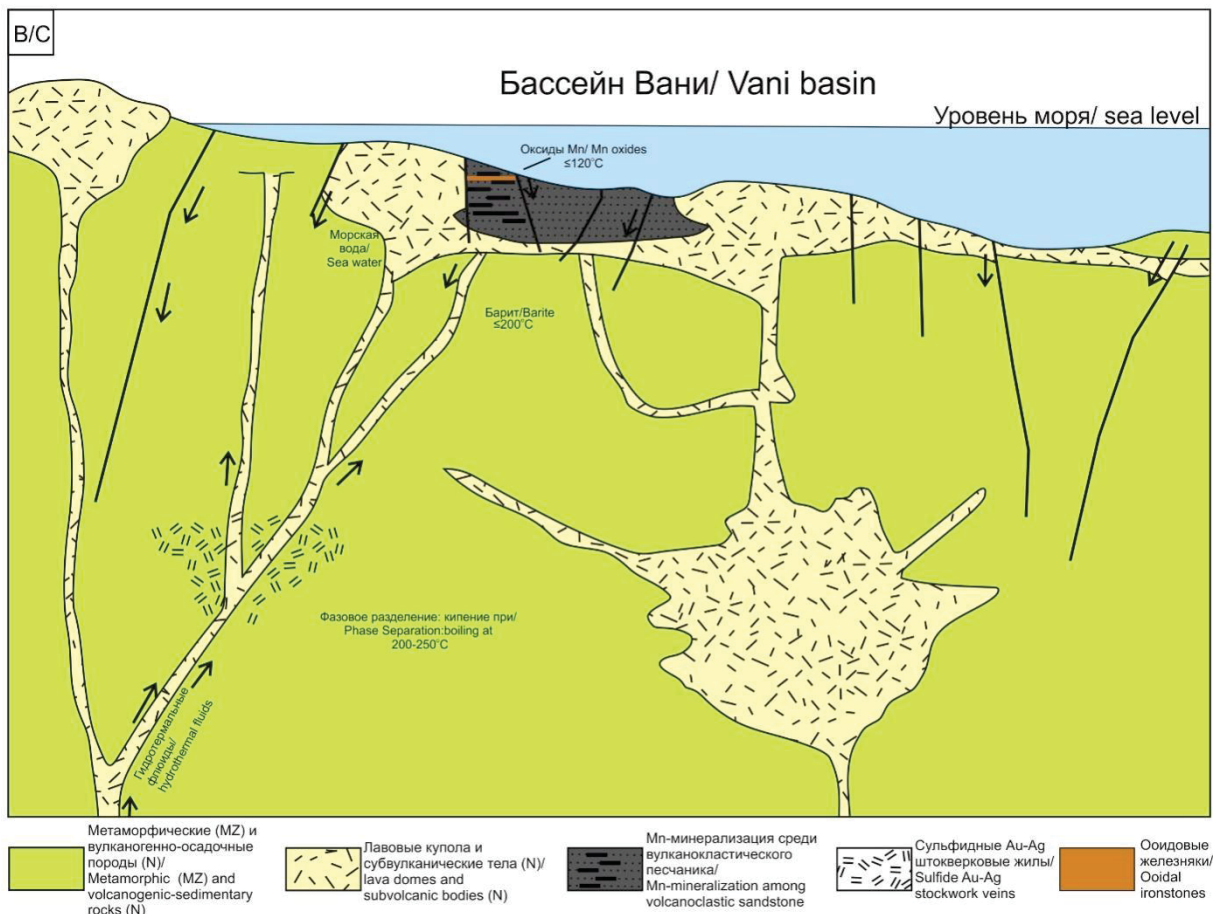 B/C
Бассейн Вани/ Vani basin
Уровень моря/ sea level
Оксиды Mn/ Mn oxides
≤120°C
Морская
вода/
Sea water
Барит/Barite
≤200°C
Фазовое разделение: кипение при/
Phase Separation:boiling at
200-250°C
Гидротермальные
флюиды/
hydrothermal fluids
Метаморфические (MZ) и
вулканогенно-осадочные
породы (N)/
Metamorphic (MZ) and
volcanogenic-sedimentary
rocks (N)
Лавовые купола и
субвулканические тела (N)/
lava domes and
subvolcanic bodies (N)
Mn-минерализация среди
вулканокластического
песчаника/
Mn-mineralization among
volcanoclastic sandstone
Сульфидные Au-Ag
штокверковые жилы/
Sulfide Au-Ag
stockwork veins
Ооидовые
железняки/
Ooidal
ironstones